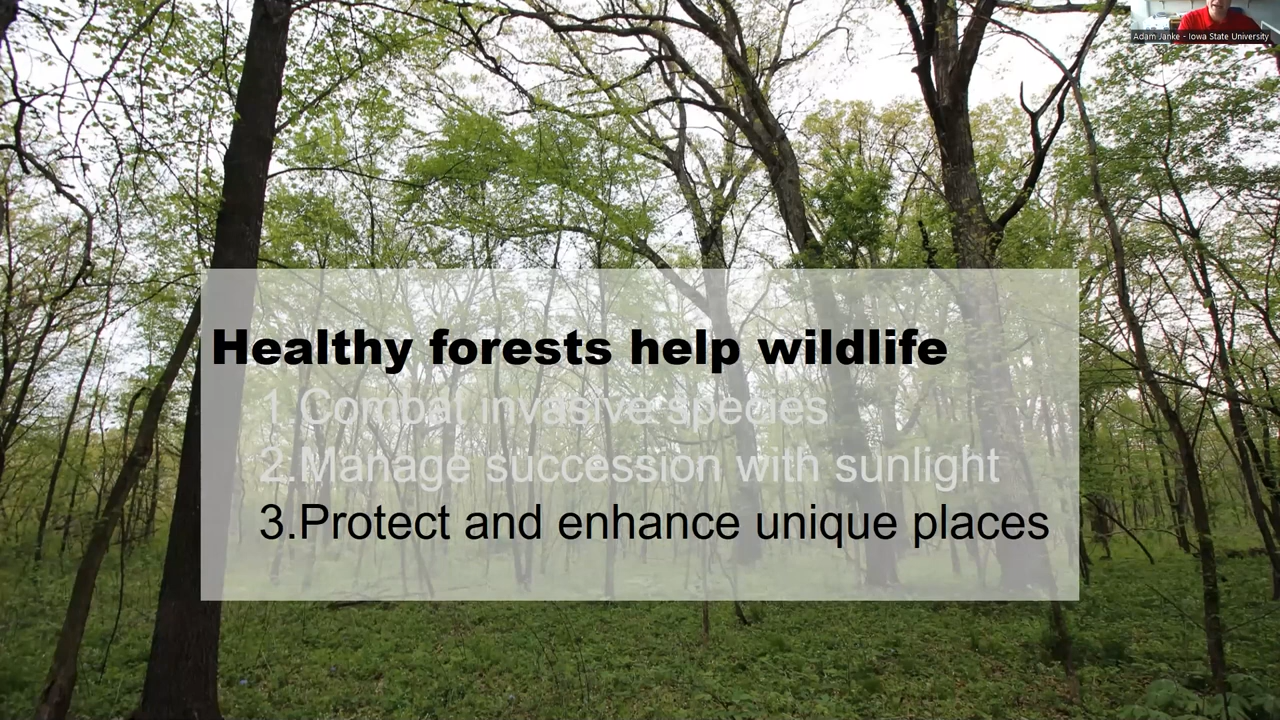 Adam Janke - Iowa State University
Healthy forests help wildlife
1.Combat invasive species
2.Manage succession with sunlight
3.Protect and enhance unique places